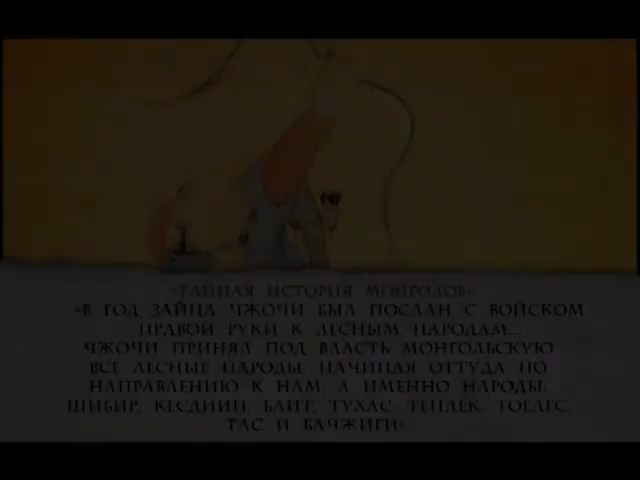 «ТАЙНАЯ ИСТОРИЯ МОНГОЛОВ»
«В ГОД ЗАЙЦА ЧЖОЧИ БЫЛ ПОСЛАН С ВОЙСКОМ
ПРАВОЙ РУКИ К ЛЕСНЫМ НАРОДАМ...
ЧЖОЧИ ПРИНЯЛ ПОД ВЛАСТЬ МОНГОЛЬСКУЮ
ВСЕ ЛЕСНЫЕ НАРОДЫ, НАЧИНАЯ ОТТУДА ПО
НАПРАВЛЕНИЮ К НАМ, А ИМЕННО НАРОДЫ:
ШИБИР, КЕСДИИН, БАИТ, ТУХАС, ТЕНЛЕК, ТОЕЛЕС,
ТАС И БАЧЖИГИ»